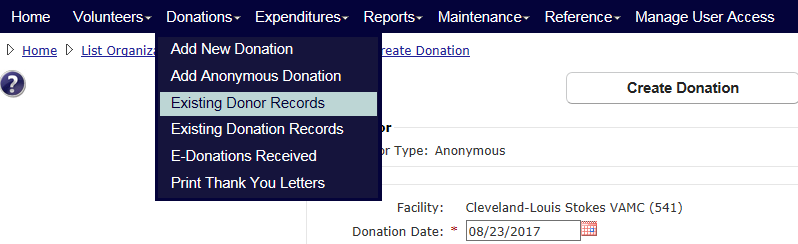 Home Volunteers Donations Expenditures Reports Maintenance Reference Manage User Access
Home List Organiza reate Donation
Add New Donation
Add Anonymous Donation
Existing Donor Records
Existing Donation Records
E-Donations Received
Print Thank You Letters
?
Create Donation
or
or Type: Anonymous
Facility: Cleveland-Louis Stokes VAMC (541)
Donation Date: * 08/23/2017